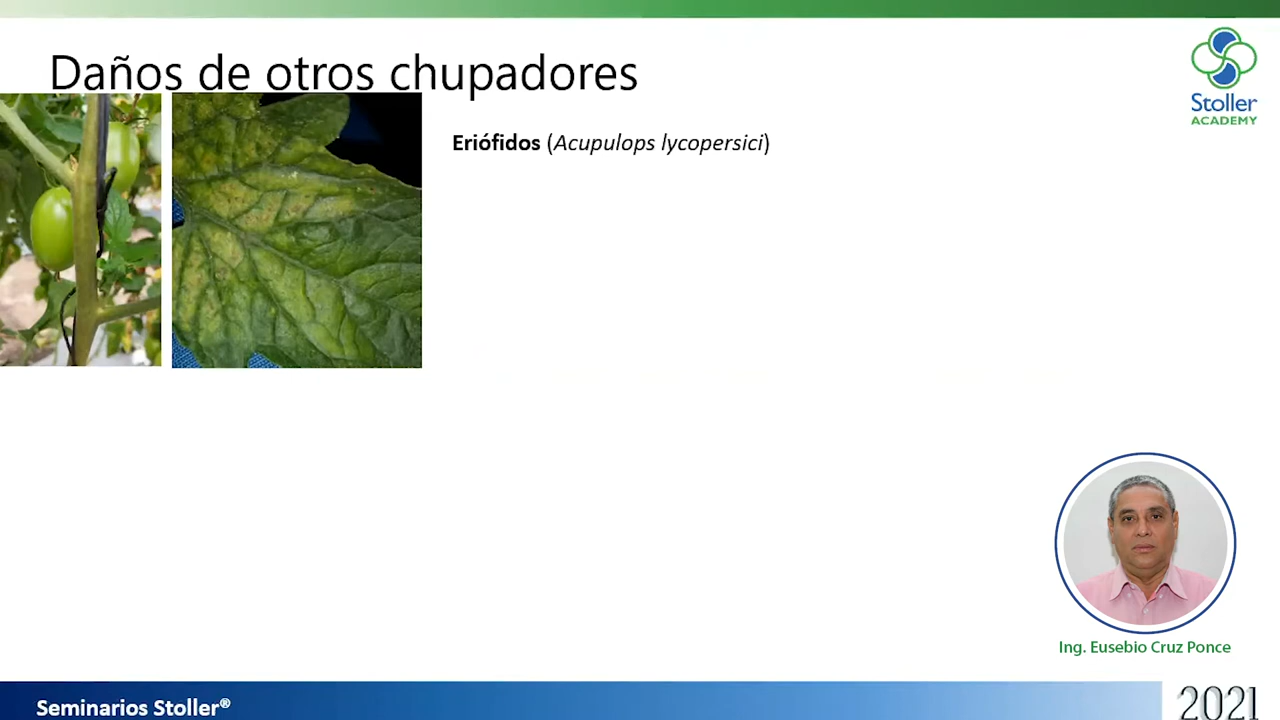 Daños de otros chupadores
Stoller
ACADEMY
Eriófidos (Acupulops lycopersici)
Ing. Eusebio Cruz Ponce
Seminarios Stoller®
2021